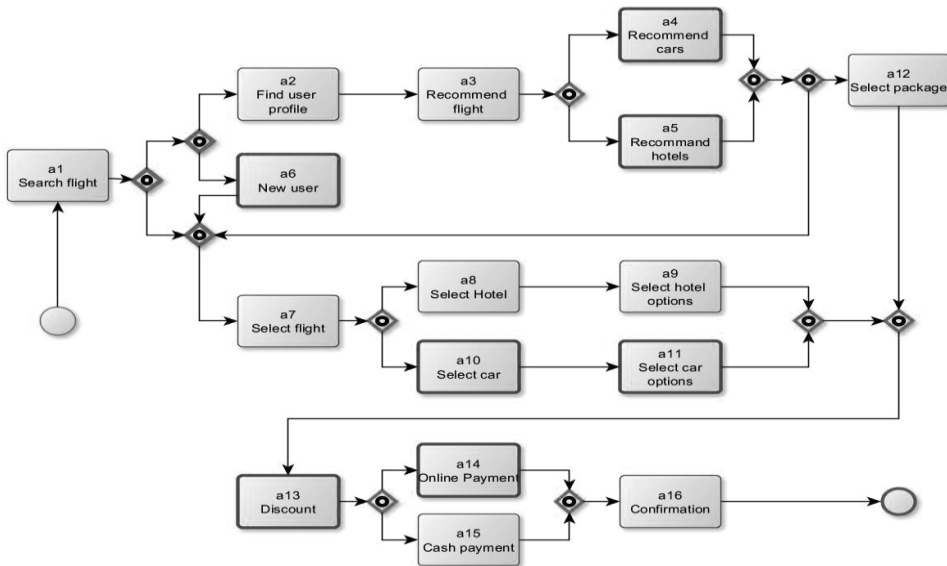 a1
Search flight
a2
Find user
profile
a3
Recommend
flight
a4
Recommend
cars
a5
Recommand
hotels
a12
Select package
a6
New user
a7
Select flight
a8
Select Hotel
a9
Select hotel
options
a10
Select car
a11
Select car
options
a13
Discount
a14
Online Payment
a15
Cash payment
a16
Confirmation